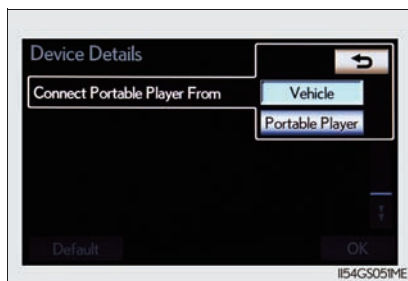 Device Details
Connect Portable Player From
Vehicle
Portable Player
Default
OK
II54GS051ME